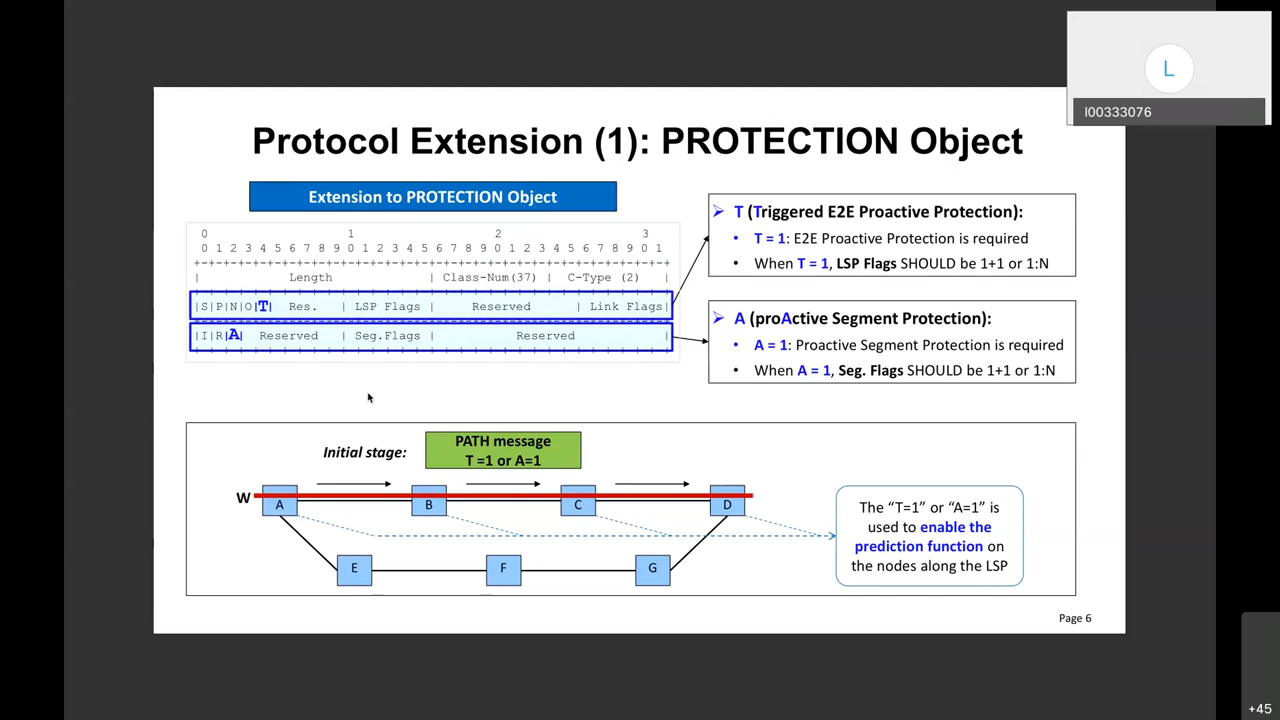 L
l00333076
Protocol Extension (1): PROTECTION Object
Extension to PROTECTION Object
0 1 2 3
0 1 2 3 4 5 6 7 8 9 0 1 2 3 4 5 6 7 8 9 0 1 2 3 4 5 6 7 8 9 0 1
+-+-+-+-+-+-+-+-+-+-+-+-+-+-+-+-+-+-+-+-+-+-+-+-+-+-+-+-+-+-+-+-+
| Length | Class-Num(37) | C-Type (2) |
|S|P|N|O|T| Res. | LSP Flags | Reserved | Link Flags|
|I|R|A| Reserved | Seg.Flags | Reserved |
➢ T (Triggered E2E Proactive Protection):
• T = 1: E2E Proactive Protection is required
• When T = 1, LSP Flags SHOULD be 1+1 or 1:N
➢ A (proActive Segment Protection):
• A = 1: Proactive Segment Protection is required
• When A = 1, Seg. Flags SHOULD be 1+1 or 1:N
Initial stage:
PATH message
T =1 or A=1
W
A B C D
E F G
The “T=1” or “A=1” is
used to enable the
prediction function on
the nodes along the LSP
Page 6
+45